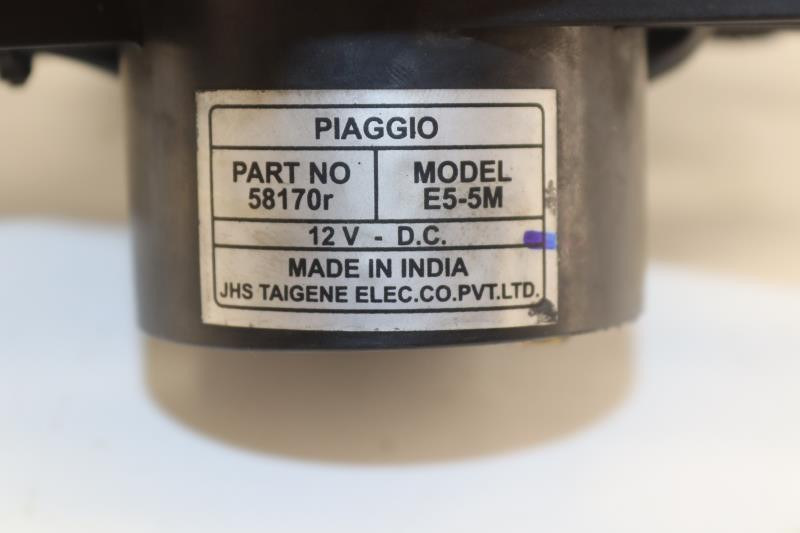 PIAGGIO
PART NO
58170r
MODEL
E5-5M
12 V - D.C.
MADE IN INDIA
JHS TAIGENE ELEC.CO.PVT.LTD.